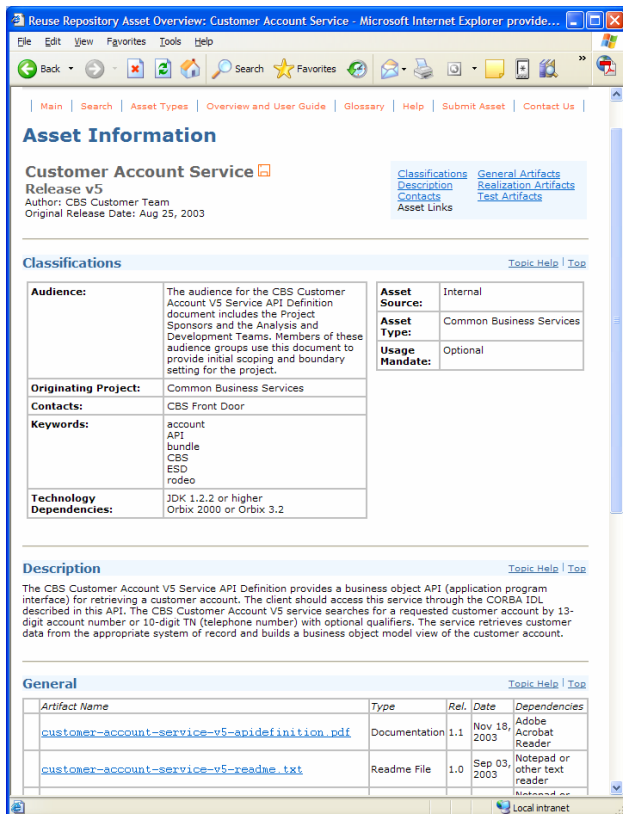 Reuse Repository Asset Overview: Customer Account Service - Microsoft Internet Explorer provide...
File Edit View Favorites Tools Help
Back Search Favorites »
| Main | Search | Asset Types | Overview and User Guide | Glossary | Help | Submit Asset | Contact Us |
Asset Information
Customer Account Service
Release v5
Author: CBS Customer Team
Original Release Date: Aug 25, 2003
Classifications General Artifacts
Description Realization Artifacts
Contacts Test Artifacts
Asset Links
Classifications Topic Help | Top
Audience: The audience for the CBS Customer
Account V5 Service API Definition
document includes the Project
Sponsors and the Analysis and
Development Teams. Members of these
audience groups use this document to
provide initial scoping and boundary
setting for the project.
Originating Project: Common Business Services
Contacts: CBS Front Door
Keywords: account
API
bundle
CBS
ESD
rodeo
Technology JDK 1.2.2 or higher
Dependencies: Orbix 2000 or Orbix 3.2
Asset Internal
Source:
Asset Common Business Services
Type:
Usage Optional
Mandate:
Description Topic Help | Top
The CBS Customer Account V5 Service API Definition provides a business object API (application program
interface) for retrieving a customer account. The client should access this service through the CORBA IDL
described in this API. The CBS Customer Account V5 service searches for a requested customer account by 13-
digit account number or 10-digit TN (telephone number) with optional qualifiers. The service retrieves customer
data from the appropriate system of record and builds a business object model view of the customer account.
General Topic Help | Top
Artifact Name Type Rel. Date Dependencies
customer-account-service-v5-apidefinition.pdf Documentation 1.1 Nov 18, 2003 Adobe Acrobat Reader
customer-account-service-v5-readme.txt Readme File 1.0 Sep 03, 2003 Notepad or other text reader
Notepad or
Local intranet